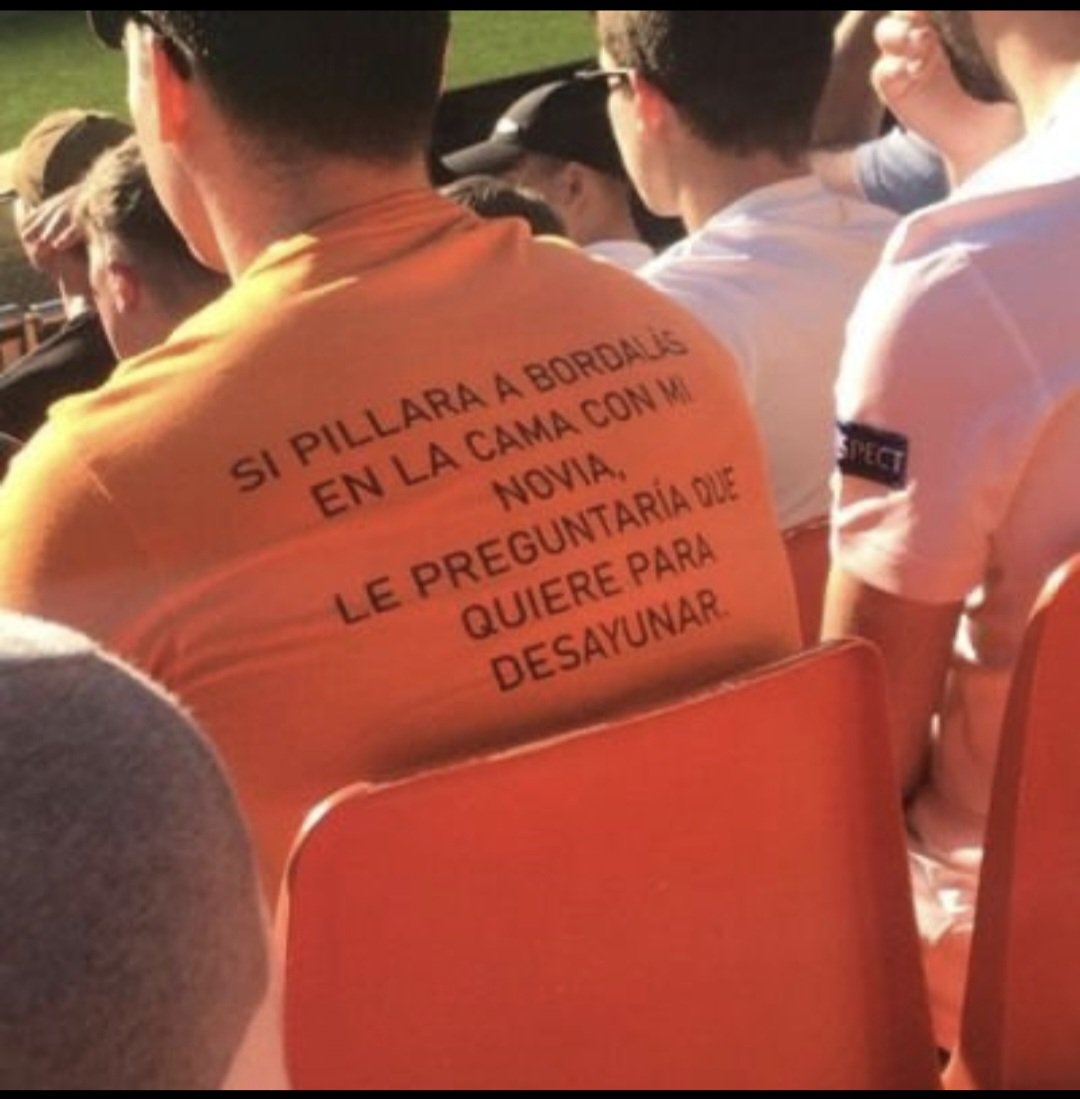 SI PILLARA A BORDALÁS
EN LA CAMA CON MI
NOVIA,
LE PREGUNTARÍA QUE
QUIERE PARA
DESAYUNAR.
SPECT